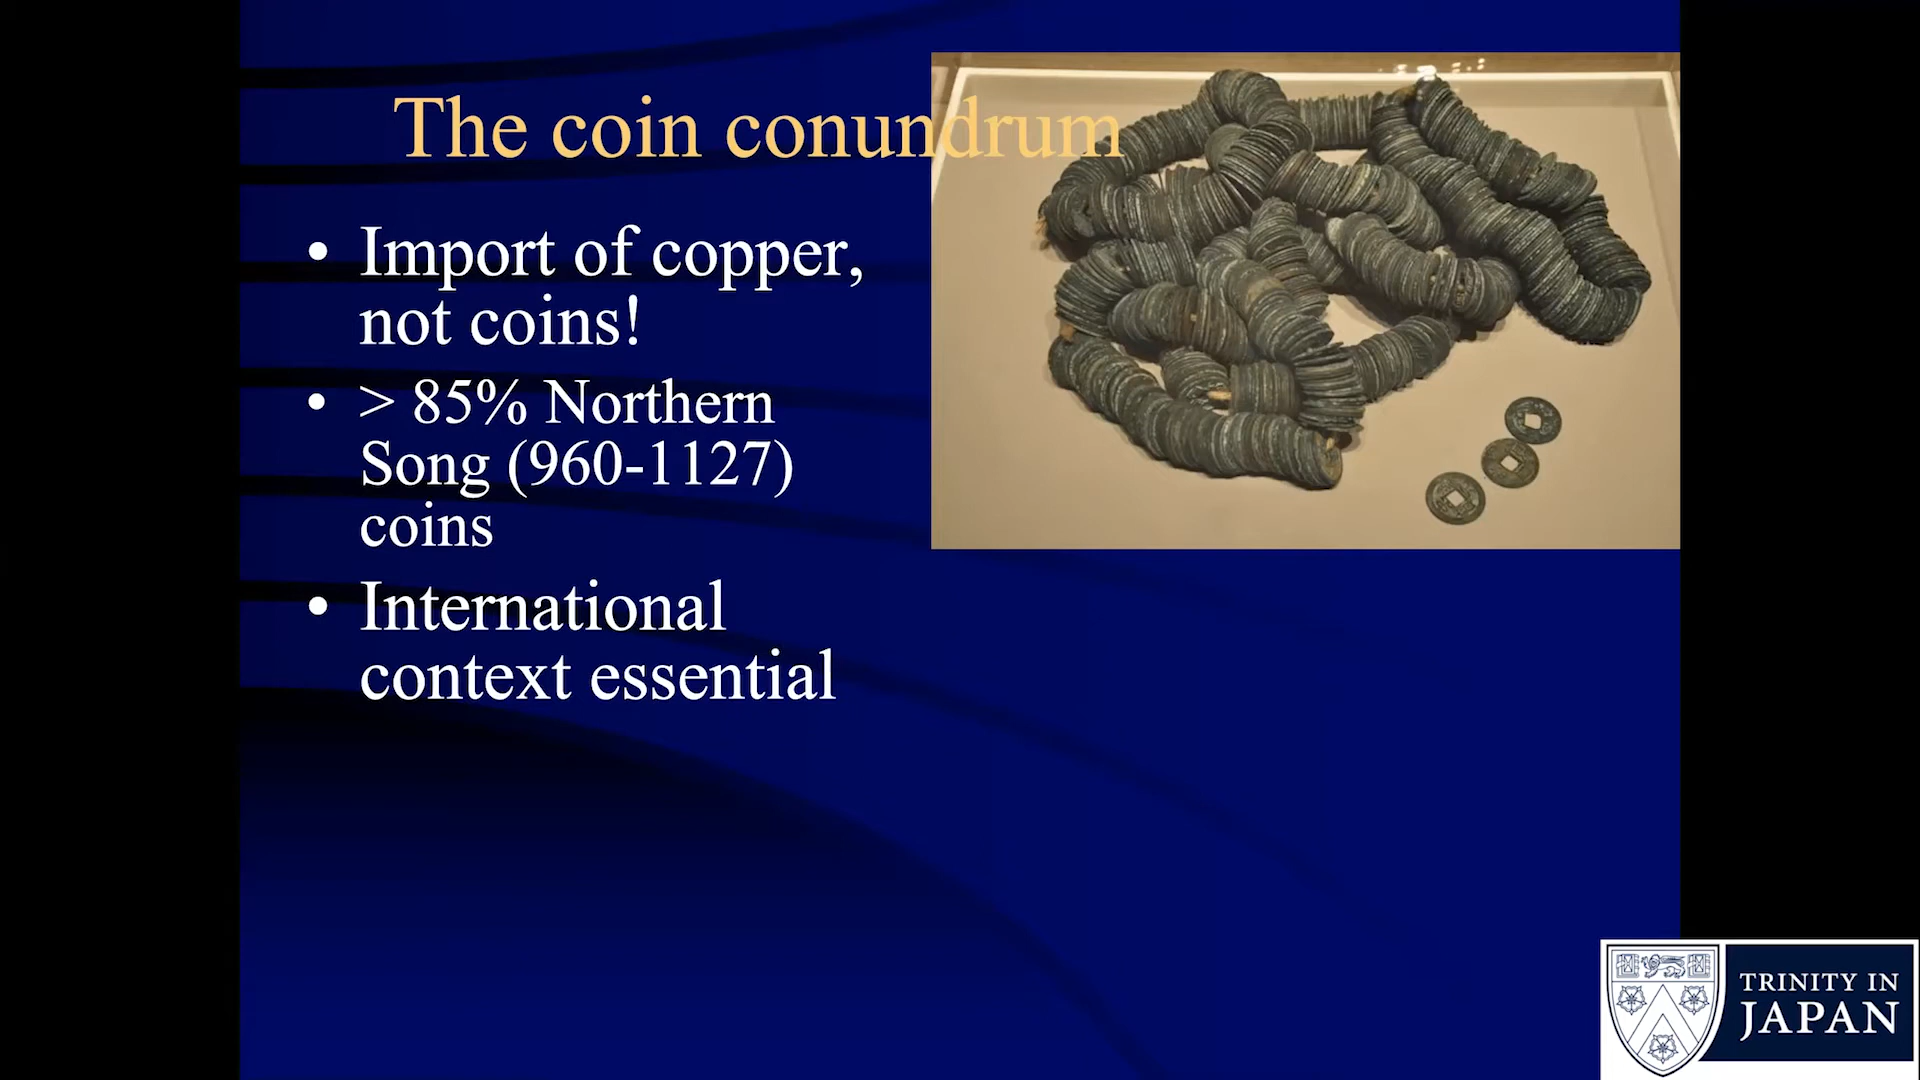 The coin conundrum
• Import of copper,
not coins!
• > 85% Northern
Song (960-1127)
coins
• International
context essential
TRINITY IN
JAPAN